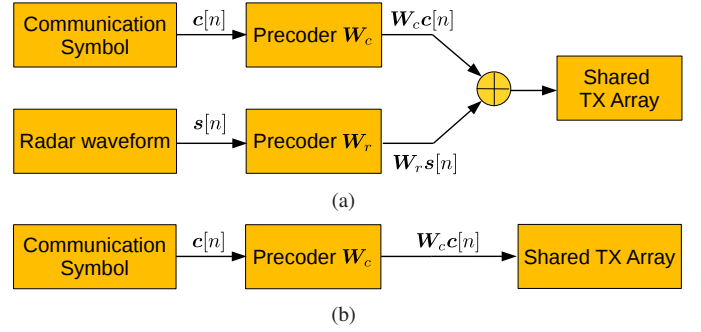 Communication Symbol
c[n]
Precoder W_c
W_c c[n]
Shared TX Array
Radar waveform
s[n]
Precoder W_r
W_r s[n]
(a)
Communication Symbol
c[n]
Precoder W_c
W_c c[n]
Shared TX Array
(b)